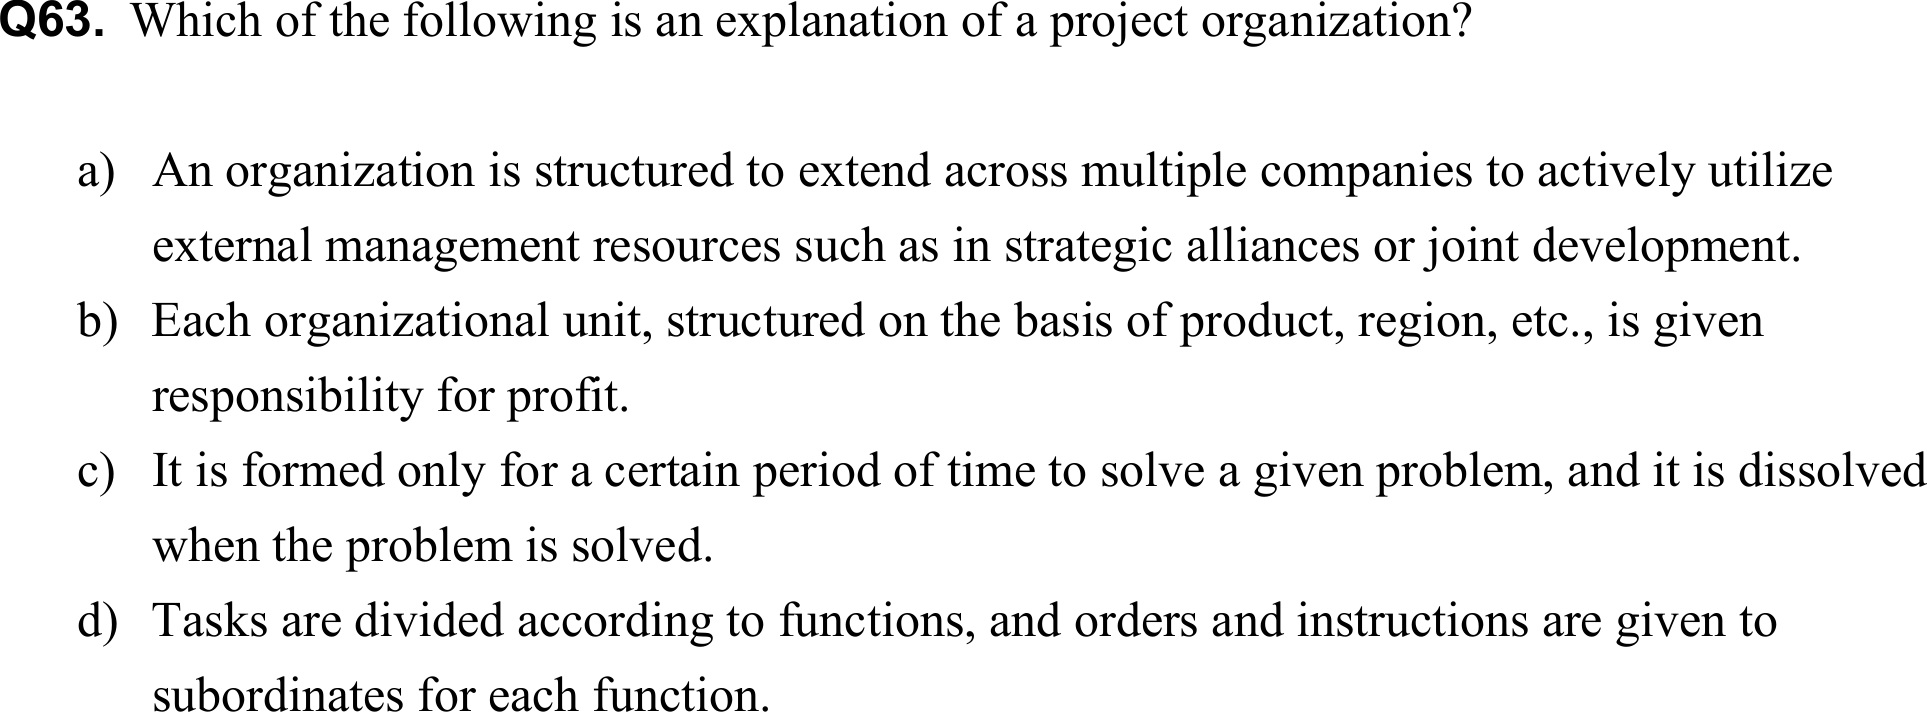 Q63. Which of the following is an explanation of a project organization?
a) An organization is structured to extend across multiple companies to actively utilize
external management resources such as in strategic alliances or joint development.
b) Each organizational unit, structured on the basis of product, region, etc., is given
responsibility for profit.
c) It is formed only for a certain period of time to solve a given problem, and it is dissolved
when the problem is solved.
d) Tasks are divided according to functions, and orders and instructions are given to
subordinates for each function.